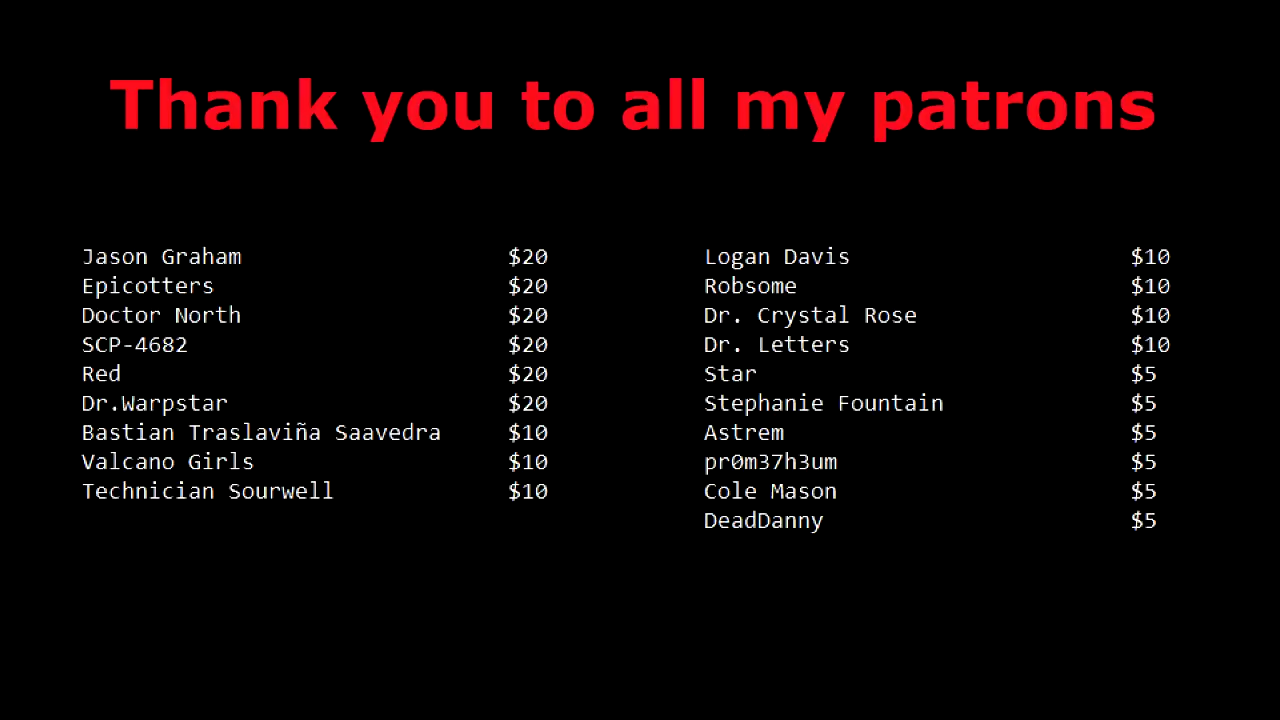 Thank you to all my patrons
Jason Graham $20
Epicotters $20
Doctor North $20
SCP-4682 $20
Red $20
Dr.Warpstar $20
Bastian Traslaviña Saavedra $10
Valcano Girls $10
Technician Sourwell $10
Logan Davis $10
Robsome $10
Dr. Crystal Rose $10
Dr. Letters $10
Star $5
Stephanie Fountain $5
Astrem $5
pr0m37h3um $5
Cole Mason $5
DeadDanny $5